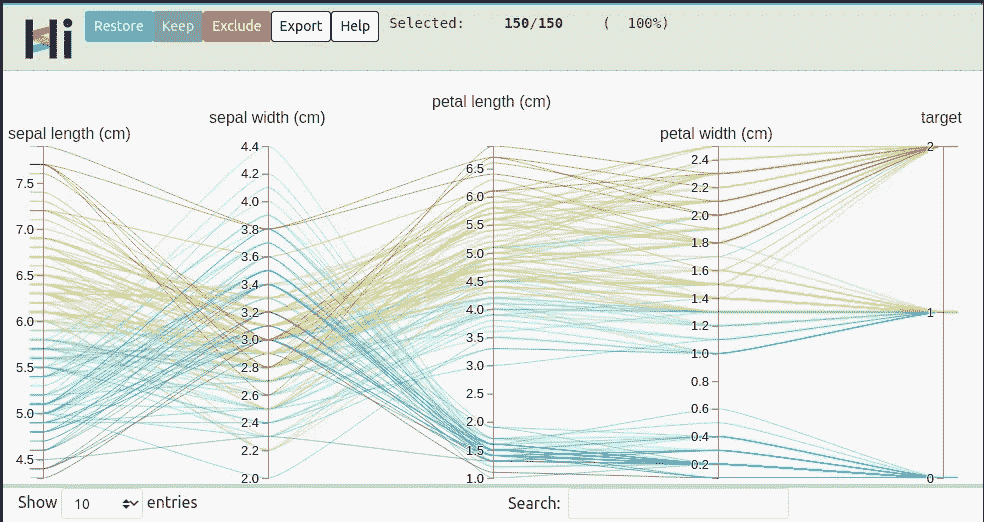 Hi Restore Keep Exclude Export Help Selected: 150/150 ( 100%)
petal length (cm)
sepal width (cm) target
sepal length (cm) petal width (cm)
4.4 2
7.5 4.2 6.5 2.4
4.0 6.0 2.2
7.0 3.8 5.5 2.0
3.6 5.0 1.8
6.5 3.4 4.5 1.6
3.2 1.4
6.0 3.0 4.0 1.2 1
5.5 2.8 3.5 1.0
2.6 3.0 0.8
5.0 2.4 2.5 0.6
2.2 2.0 0.4
4.5 1.5 0.2
2.0 1.0 0
Show 10 entries Search: